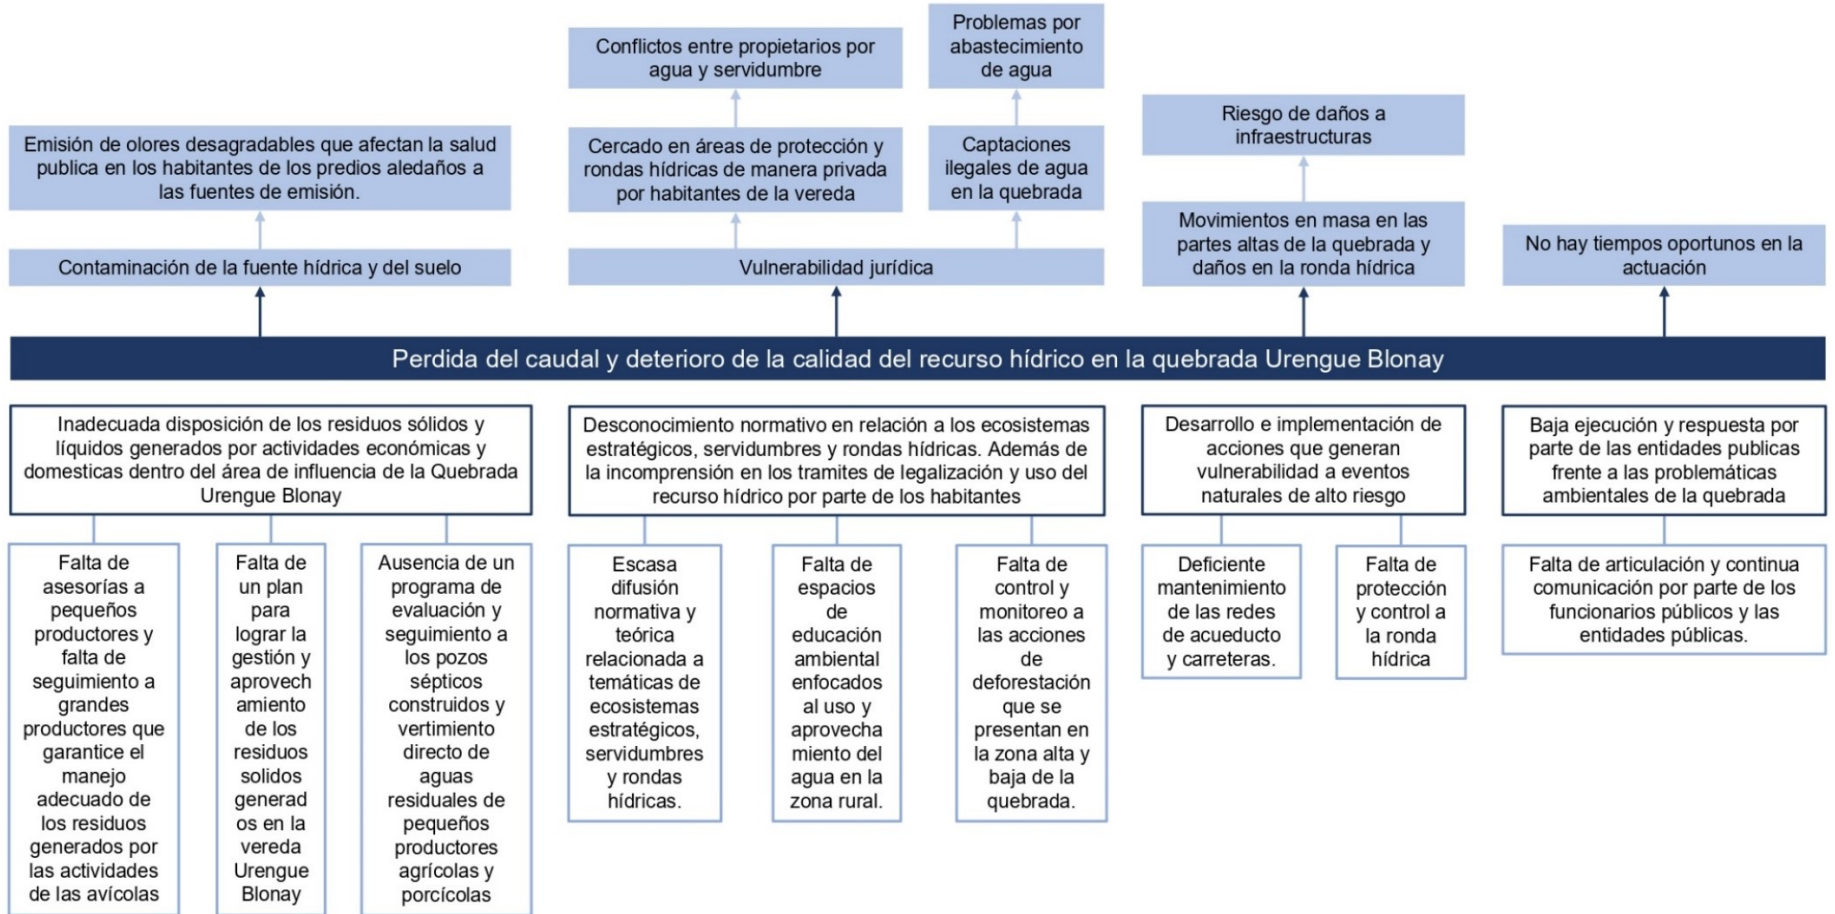 Problemas por
abastecimiento
de agua
Conflictos entre propietarios por
agua y servidumbre
Riesgo de daños a
infraestructuras
Emisión de olores desagradables que afectan la salud
publica en los habitantes de los predios aledaños a
las fuentes de emisión.
Cercado en áreas de protección y
rondas hídricas de manera privada
por habitantes de la vereda
Captaciones
ilegales de agua
en la quebrada
Movimientos en masa en las
partes altas de la quebrada y
daños en la ronda hídrica
Contaminación de la fuente hídrica y del suelo
Vulnerabilidad jurídica
No hay tiempos oportunos en la
actuación
Perdida del caudal y deterioro de la calidad del recurso hídrico en la quebrada Urengue Blonay
Inadecuada disposición de los residuos sólidos y
líquidos generados por actividades económicas y
domesticas dentro del área de influencia de la Quebrada
Urengue Blonay
Desconocimiento normativo en relación a los ecosistemas
estratégicos, servidumbres y rondas hídricas. Además de
la incomprensión en los tramites de legalización y uso del
recurso hídrico por parte de los habitantes
Desarrollo e implementación de
acciones que generan
vulnerabilidad a eventos
naturales de alto riesgo
Baja ejecución y respuesta por
parte de las entidades publicas
frente a las problemáticas
ambientales de la quebrada
Falta de
asesorías a
pequeños
productores y
falta de
seguimiento a
grandes
productores que
garantice el
manejo
adecuado de
los residuos
generados por
las actividades
de las avícolas
Falta de
un plan
para
lograr la
gestión y
aprovech
amiento
de los
residuos
solidos
generad
os en la
vereda
Urengue
Blonay
Ausencia de un
programa de
evaluación y
seguimiento a
los pozos
sépticos
construidos y
vertimiento
directo de
aguas
residuales de
pequeños
productores
agrícolas y
porcícolas
Escasa
difusión
normativa y
teórica
relacionada a
temáticas de
ecosistemas
estratégicos,
servidumbres
y rondas
hídricas.
Falta de
espacios
de
educación
ambiental
enfocados
al uso y
aprovecha
miento del
agua en la
zona rural.
Falta de
control y
monitoreo a
las acciones
de
deforestación
que se
presentan en
la zona alta y
baja de la
quebrada.
Deficiente
mantenimiento
de las redes
de acueducto
y carreteras.
Falta de
protección
y control a
la ronda
hídrica
Falta de articulación y continua
comunicación por parte de los
funcionarios públicos y las
entidades públicas.